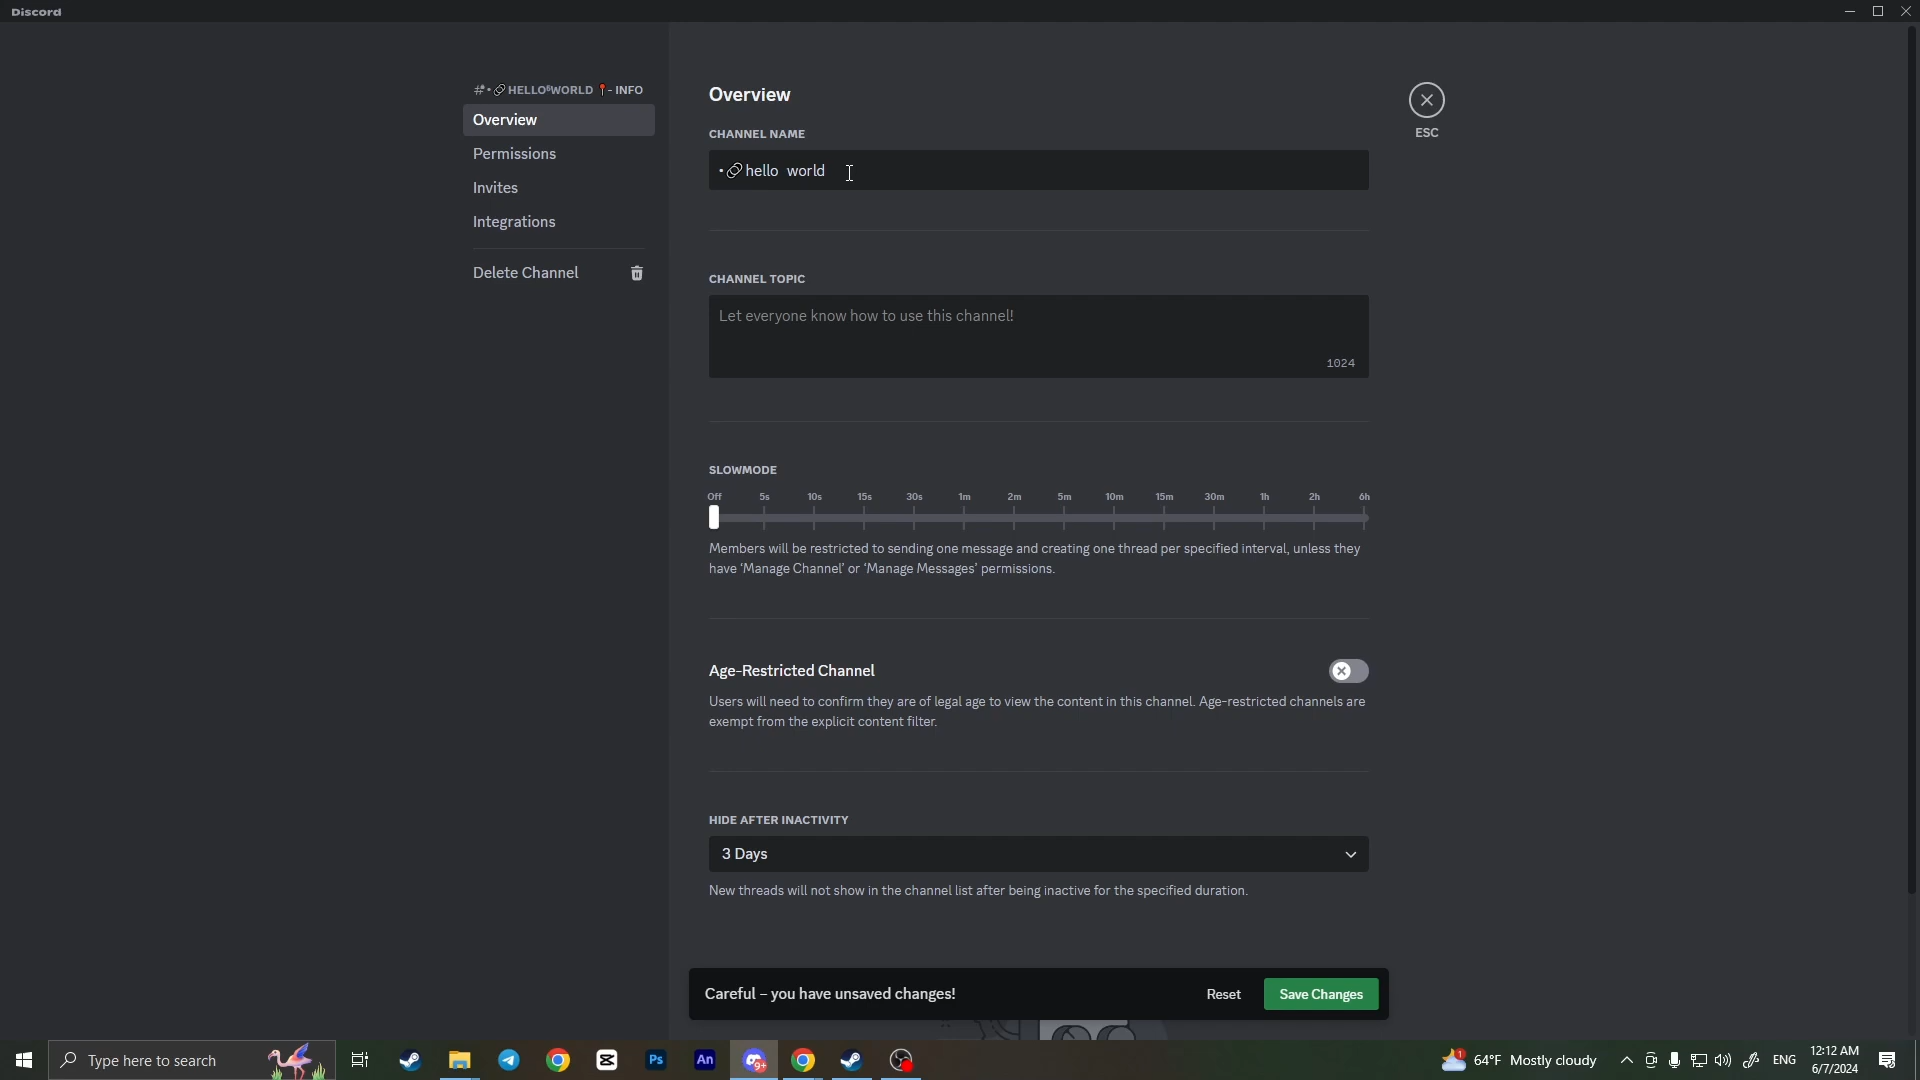 Discord
#•🔗HELLO⁸WORLD📍- INFO
Overview
Permissions
Invites
Integrations
Delete Channel
Overview
CHANNEL NAME
•🔗hello  world
ESC
CHANNEL TOPIC
Let everyone know how to use this channel!
1024
SLOWMODE
Off 5s 10s 15s 30s 1m 2m 5m 10m 15m 30m 1h 2h 6h
Members will be restricted to sending one message and creating one thread per specified interval, unless they
have ‘Manage Channel’ or ‘Manage Messages’ permissions.
Age-Restricted Channel
Users will need to confirm they are of legal age to view the content in this channel. Age-restricted channels are
exempt from the explicit content filter.
HIDE AFTER INACTIVITY
3 Days
New threads will not show in the channel list after being inactive for the specified duration.
Careful – you have unsaved changes!
Reset
Save Changes
Type here to search
Ps
An
9+
1
64°F Mostly cloudy
ENG
12:12 AM
6/7/2024